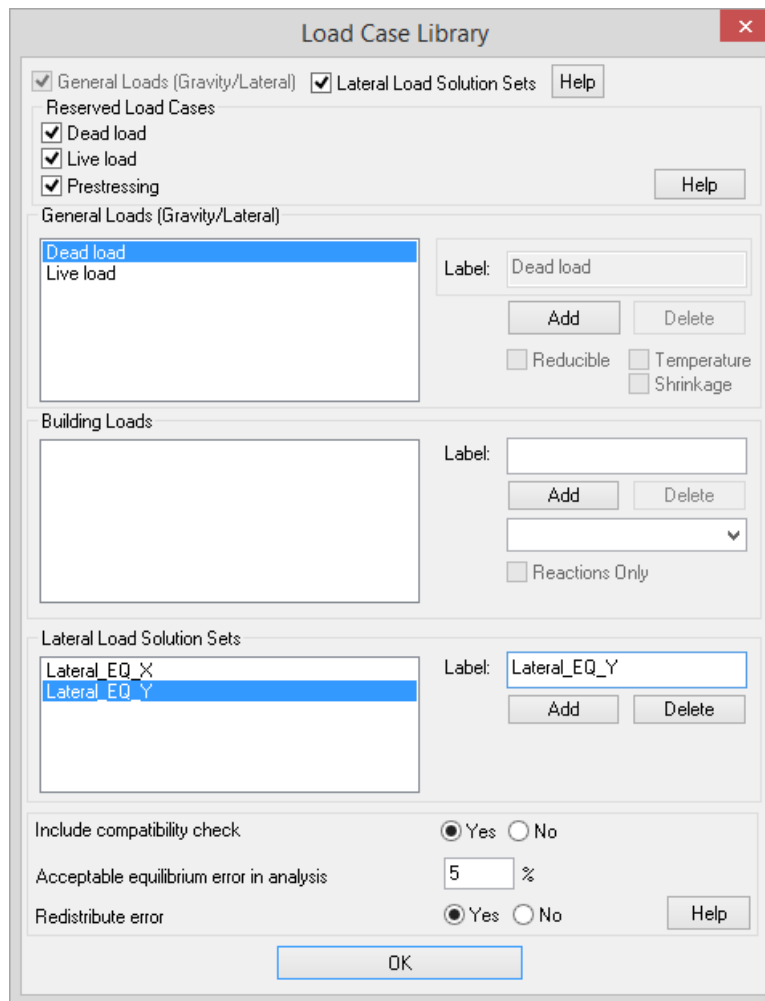 Load Case Library
General Loads (Gravity/Lateral) Lateral Load Solution Sets Help
Reserved Load Cases
Dead load
Live load
Prestressing Help
General Loads (Gravity/Lateral)
Dead load
Live load
Label: Dead load
Add Delete
Reducible Temperature
Shrinkage
Building Loads
Label:
Add Delete
Reactions Only
Lateral Load Solution Sets
Lateral_EQ_X
Lateral_EQ_Y
Label: Lateral_EQ_Y
Add Delete
Include compatibility check Yes No
Acceptable equilibrium error in analysis 5 %
Redistribute error Yes No Help
OK